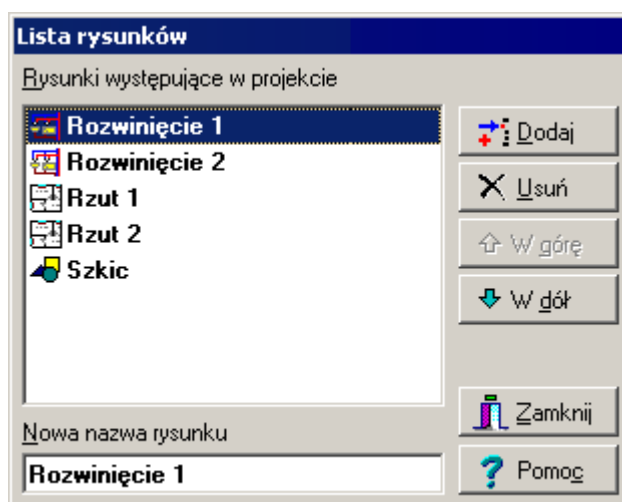 Lista rysunków
Rysunki występujące w projekcie
Rozwinięcie 1
Rozwinięcie 2
Rzut 1
Rzut 2
Szkic
Dodaj
Usuń
W górę
W dół
Zamknij
Nowa nazwa rysunku
Rozwinięcie 1
Pomoc